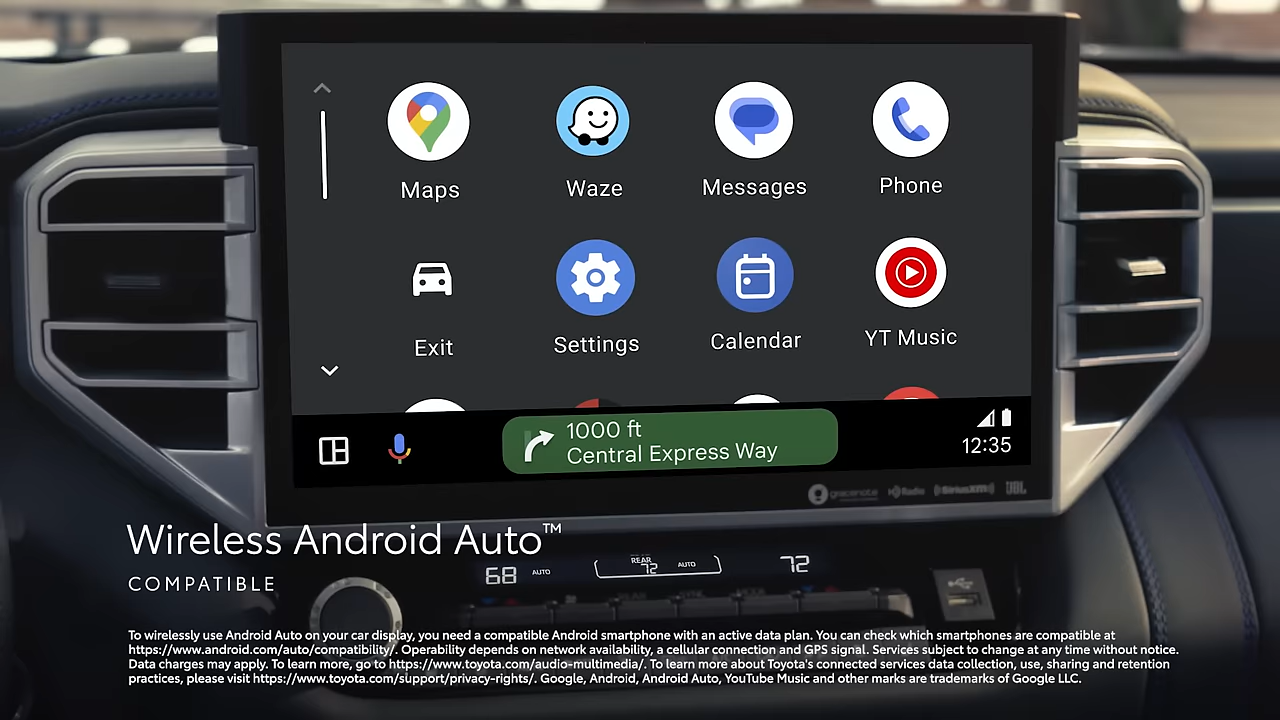 Maps
Waze
Messages
Phone
Exit
Settings
Calendar
YT Music
1000 ft
Central Express Way
12:35
gracenote HD Radio SiriusXM JBL
Wireless Android Auto™
COMPATIBLE
68 AUTO
REAR
72 AUTO
72
To wirelessly use Android Auto on your car display, you need a compatible Android smartphone with an active data plan. You can check which smartphones are compatible at
https://www.android.com/auto/compatibility/. Operability depends on network availability, a cellular connection and GPS signal. Services subject to change at any time without notice.
Data charges may apply. To learn more, go to https://www.toyota.com/audio-multimedia/. To learn more about Toyota's connected services data collection, use, sharing and retention
practices, please visit https://www.toyota.com/support/privacy-rights/. Google, Android, Android Auto, YouTube Music and other marks are trademarks of Google LLC.